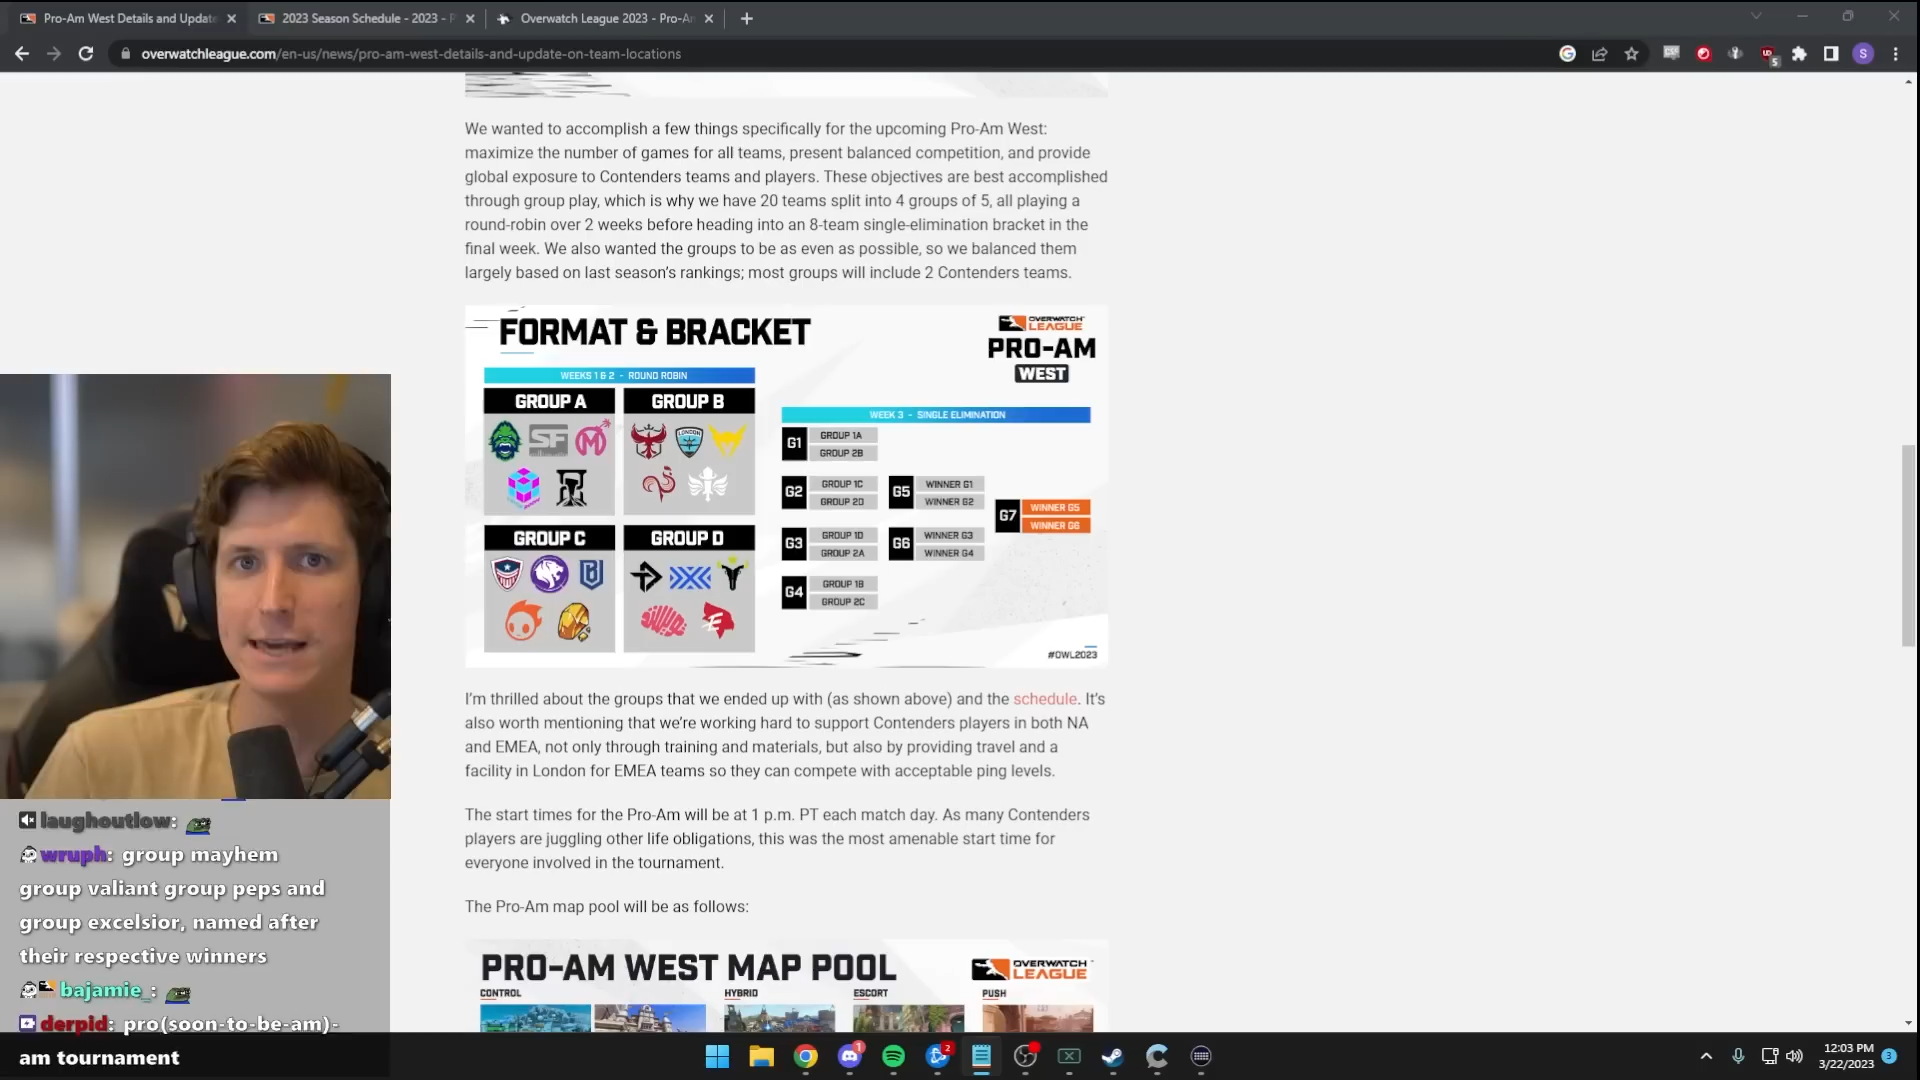 Pro-Am West Details and Update
2023 Season Schedule - 2023 - P
Overwatch League 2023 - Pro-Am
overwatchleague.com/en-us/news/pro-am-west-details-and-update-on-team-locations
We wanted to accomplish a few things specifically for the upcoming Pro-Am West:
maximize the number of games for all teams, present balanced competition, and provide
global exposure to Contenders teams and players. These objectives are best accomplished
through group play, which is why we have 20 teams split into 4 groups of 5, all playing a
round-robin over 2 weeks before heading into an 8-team single-elimination bracket in the
final week. We also wanted the groups to be as even as possible, so we balanced them
largely based on last season's rankings; most groups will include 2 Contenders teams.
FORMAT & BRACKET
OVERWATCH
LEAGUE
PRO-AM
WEST
WEEKS 1 & 2 - ROUND ROBIN
GROUP A
GROUP B
SF
LONDON
GROUP C
GROUP D
WEEK 3 - SINGLE ELIMINATION
G1
GROUP 1A
GROUP 2B
G2
GROUP 1C
GROUP 2D
G3
GROUP 1D
GROUP 2A
G4
GROUP 1B
GROUP 2C
G5
WINNER G1
WINNER G2
G6
WINNER G3
WINNER G4
G7
WINNER G5
WINNER G6
#OWL2023
I'm thrilled about the groups that we ended up with (as shown above) and the schedule. It's
also worth mentioning that we're working hard to support Contenders players in both NA
and EMEA, not only through training and materials, but also by providing travel and a
facility in London for EMEA teams so they can compete with acceptable ping levels.
The start times for the Pro-Am will be at 1 p.m. PT each match day. As many Contenders
players are juggling other life obligations, this was the most amenable start time for
everyone involved in the tournament.
The Pro-Am map pool will be as follows:
PRO-AM WEST MAP POOL
OVERWATCH
LEAGUE
CONTROL
HYBRID
ESCORT
PUSH
laughoutlow:
wruph: group mayhem
group valiant group peps and
group excelsior, named after
their respective winners
bajamie_:
derpid: pro(soon-to-be-am)-
am tournament
12:03 PM
3/22/2023